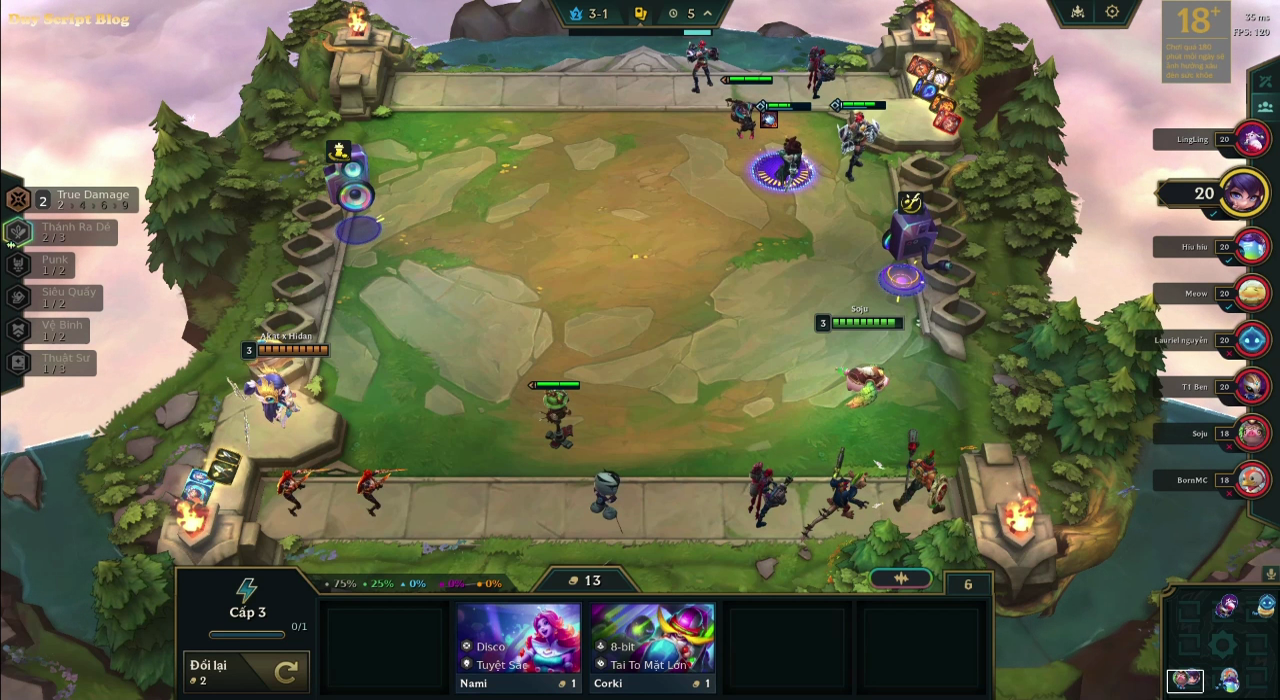 Duy Script Blog
3-1
5
18+
Chơi quá 180
phút mỗi ngày sẽ
ảnh hưởng xấu
đến sức khỏe
35 ms
FPS: 120
LingLing 20
20
Hiu hiu 20
Meow 20
Lauriel nguyễn 20
T1 Ben 20
Soju 18
BornMC 18
2 True Damage
2 4 6 9
Thành Ra Dê
2 / 3
Punk
1 / 2
Siêu Quẩy
1 / 2
Vệ Binh
1 / 2
Thuật Sư
1 / 3
Akat x Hidan
3
Soju
3
75% 25% 0% 0% 0%
13
6
Cấp 3
0/1
Đổi lại
2
Disco
Tuyệt Sắc
Nami 1
8-bit
Tai To Mặt Lớn
Corki 1